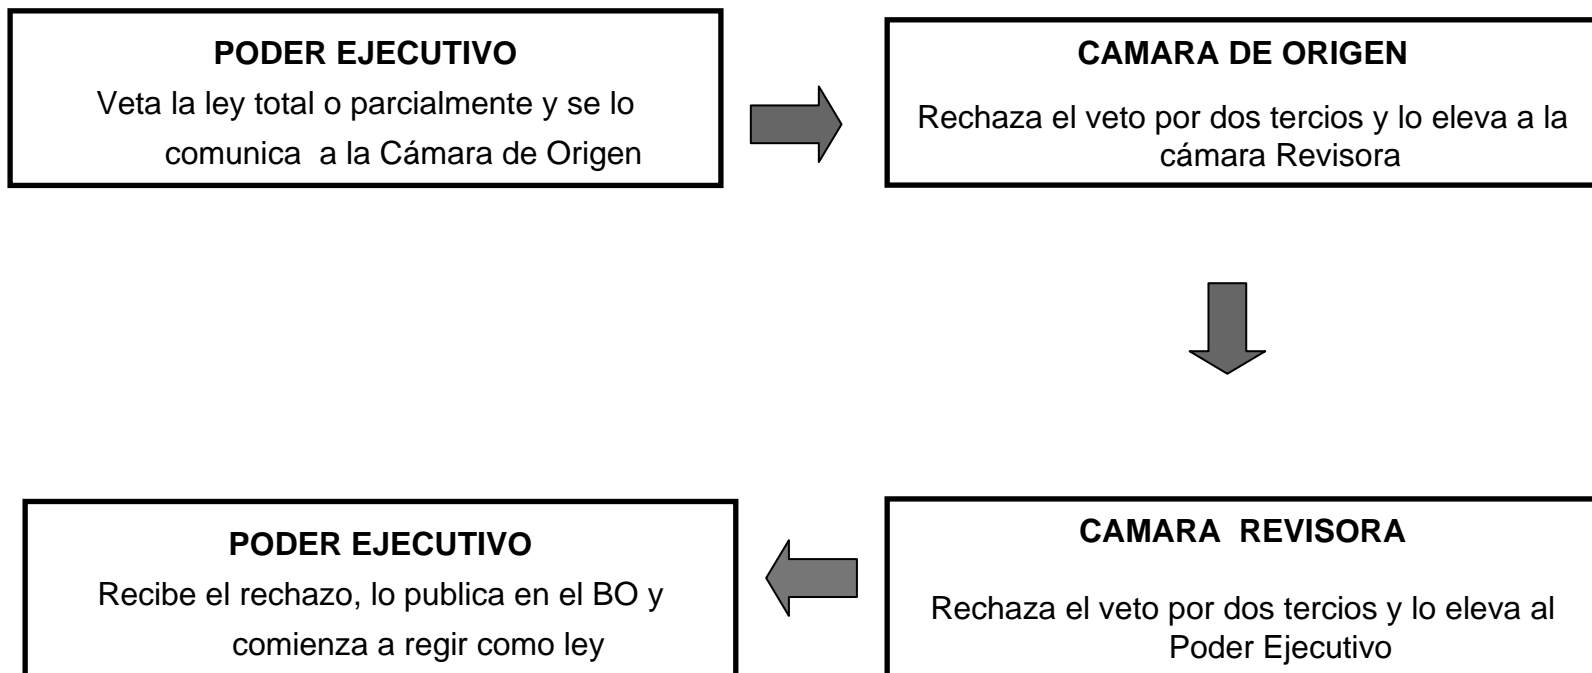 PODER EJECUTIVO
Veta la ley total o parcialmente y se lo
comunica a la Cámara de Origen
CAMARA DE ORIGEN
Rechaza el veto por dos tercios y lo eleva a la
cámara Revisora
CAMARA REVISORA
Rechaza el veto por dos tercios y lo eleva al
Poder Ejecutivo
PODER EJECUTIVO
Recibe el rechazo, lo publica en el BO y
comienza a regir como ley